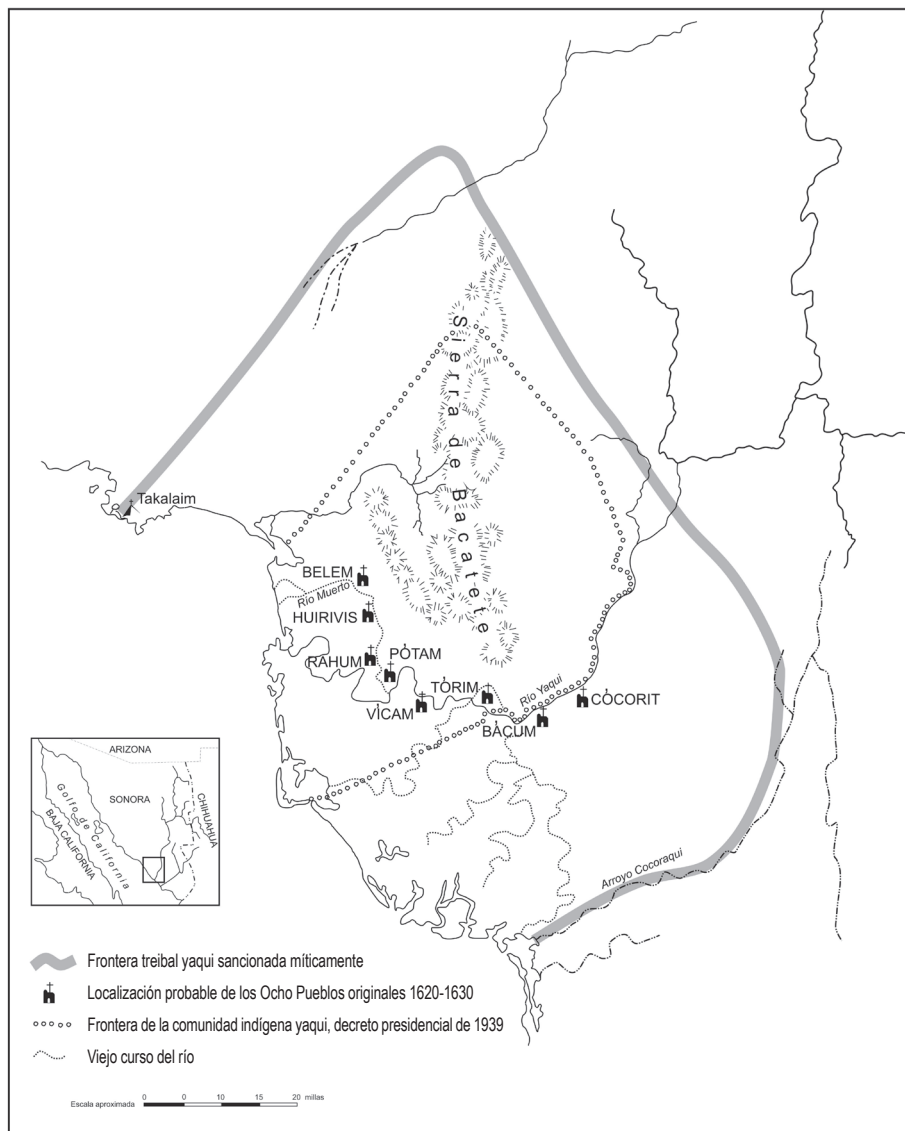 Takalaim
Sierra de Bacatete
BELEM
Río Muerto
HUIRIVIS
RAHUM
PÓTAM
VÍCAM
TÓRIM
Río Yaqui
BÁCUM
CÓCORIT
Arroyo Cocoraqui
ARIZONA
SONORA
CHIHUAHUA
Golfo de California
BAJA CALIFORNIA
Frontera treibal yaqui sancionada míticamente
Localización probable de los Ocho Pueblos originales 1620-1630
Frontera de la comunidad indígena yaqui, decreto presidencial de 1939
Viejo curso del río
Escala aproximada 0 0 10 15 20 millas